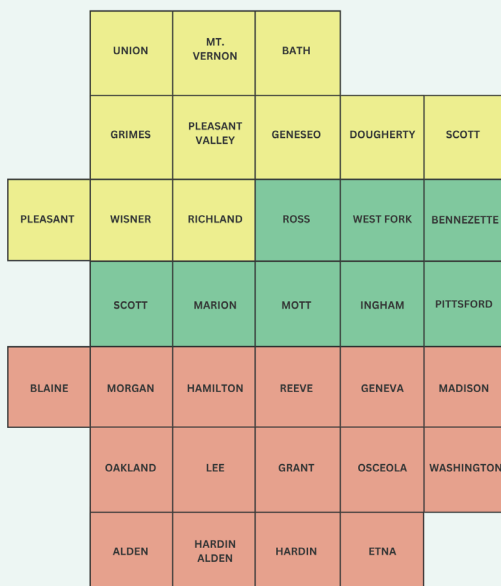 UNION
MT.
VERNON
BATH
GRIMES
PLEASANT
VALLEY
GENESEO
DOUGHERTY
SCOTT
PLEASANT
WISNER
RICHLAND
ROSS
WEST FORK
BENNEZETTE
SCOTT
MARION
MOTT
INGHAM
PITTSFORD
BLAINE
MORGAN
HAMILTON
REEVE
GENEVA
MADISON
OAKLAND
LEE
GRANT
OSCEOLA
WASHINGTON
ALDEN
HARDIN
ALDEN
HARDIN
ETNA